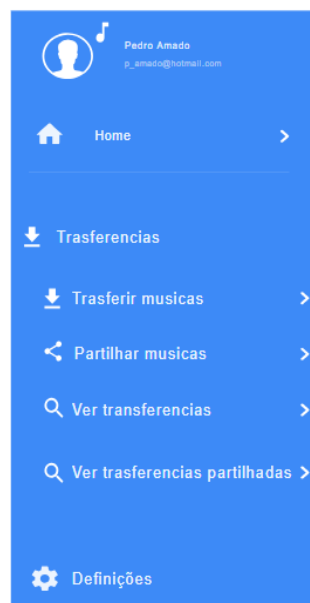 Pedro Amado
p_amado@hotmail.com
Home
Trasferencias
Trasferir musicas
Partilhar musicas
Ver transferencias
Ver trasferencias partilhadas
Definições